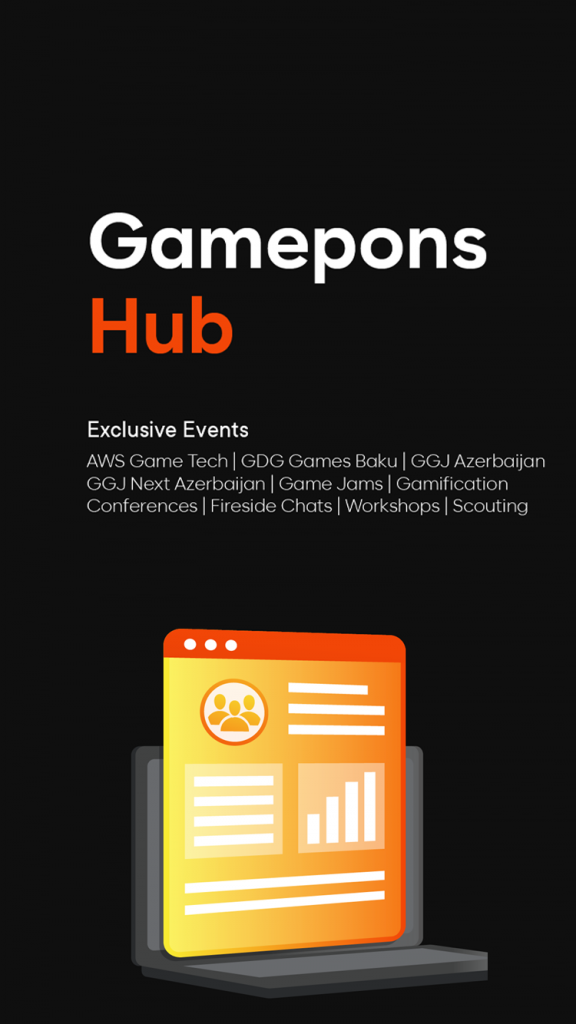 Gamepons
Hub
Exclusive Events
AWS Game Tech | GDG Games Baku | GGJ Azerbaijan
GGJ Next Azerbaijan | Game Jams | Gamification
Conferences | Fireside Chats | Workshops | Scouting